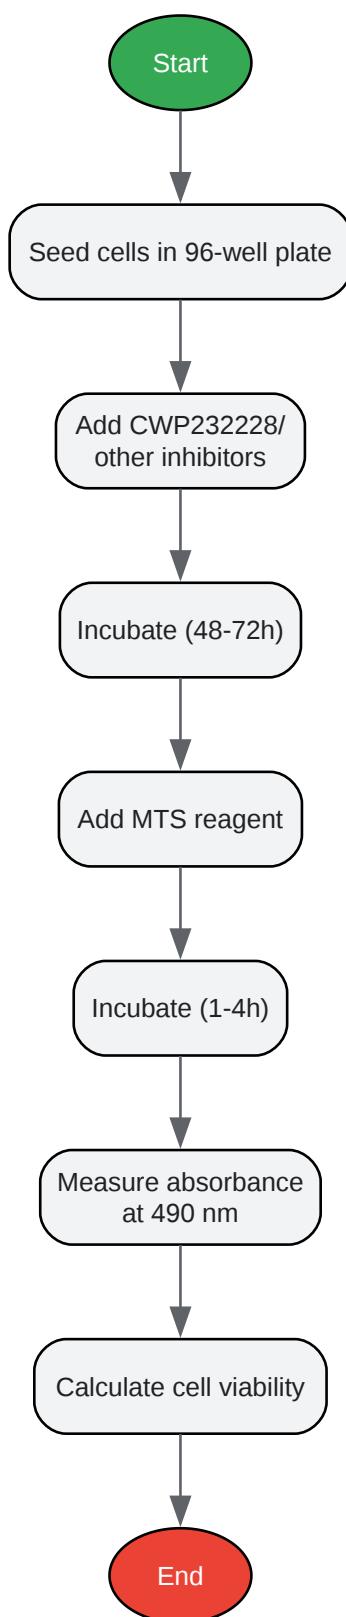 Start
Seed cells in 96-well plate
Add CWP232228/
other inhibitors
Incubate (48-72h)
Add MTS reagent
Incubate (1-4h)
Measure absorbance
at 490 nm
Calculate cell viability
End